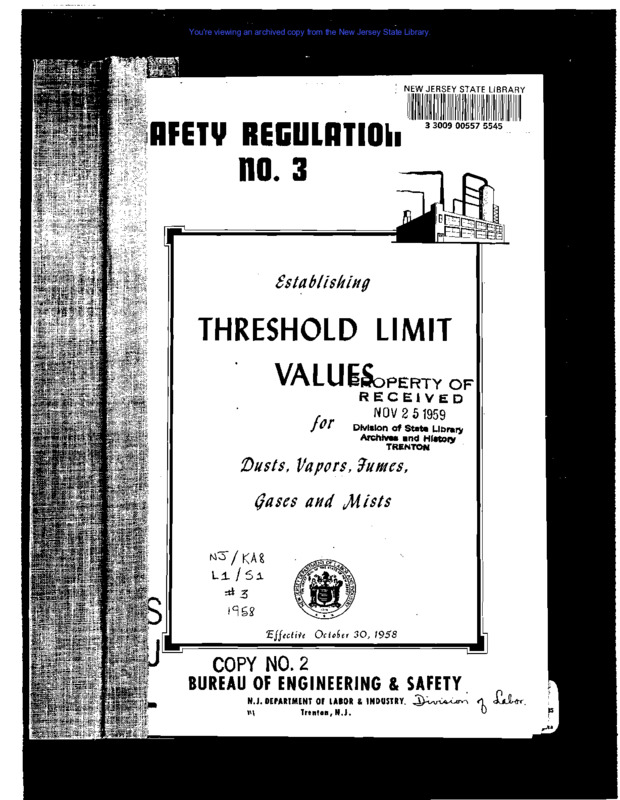 You're viewing an archived copy from the New Jersey State Library.
NEW JERSEY STATE LIBRARY
3 3009 00557 5545
AFETY REGULATION
NO. 3
Establishing
THRESHOLD LIMIT
VALUES
PROPERTY OF
RECEIVED
NOV 25 1959
Division of State Library
Archives and History
TRENTON
for
Dusts, Vapors, Fumes,
Gases and Mists
NJ/KA8
L1/S1
#3
1958
Effective October 30, 1958
COPY NO. 2
BUREAU OF ENGINEERING & SAFETY
N.J. DEPARTMENT OF LABOR & INDUSTRY. Division of Labor.
Trenton, N.J.